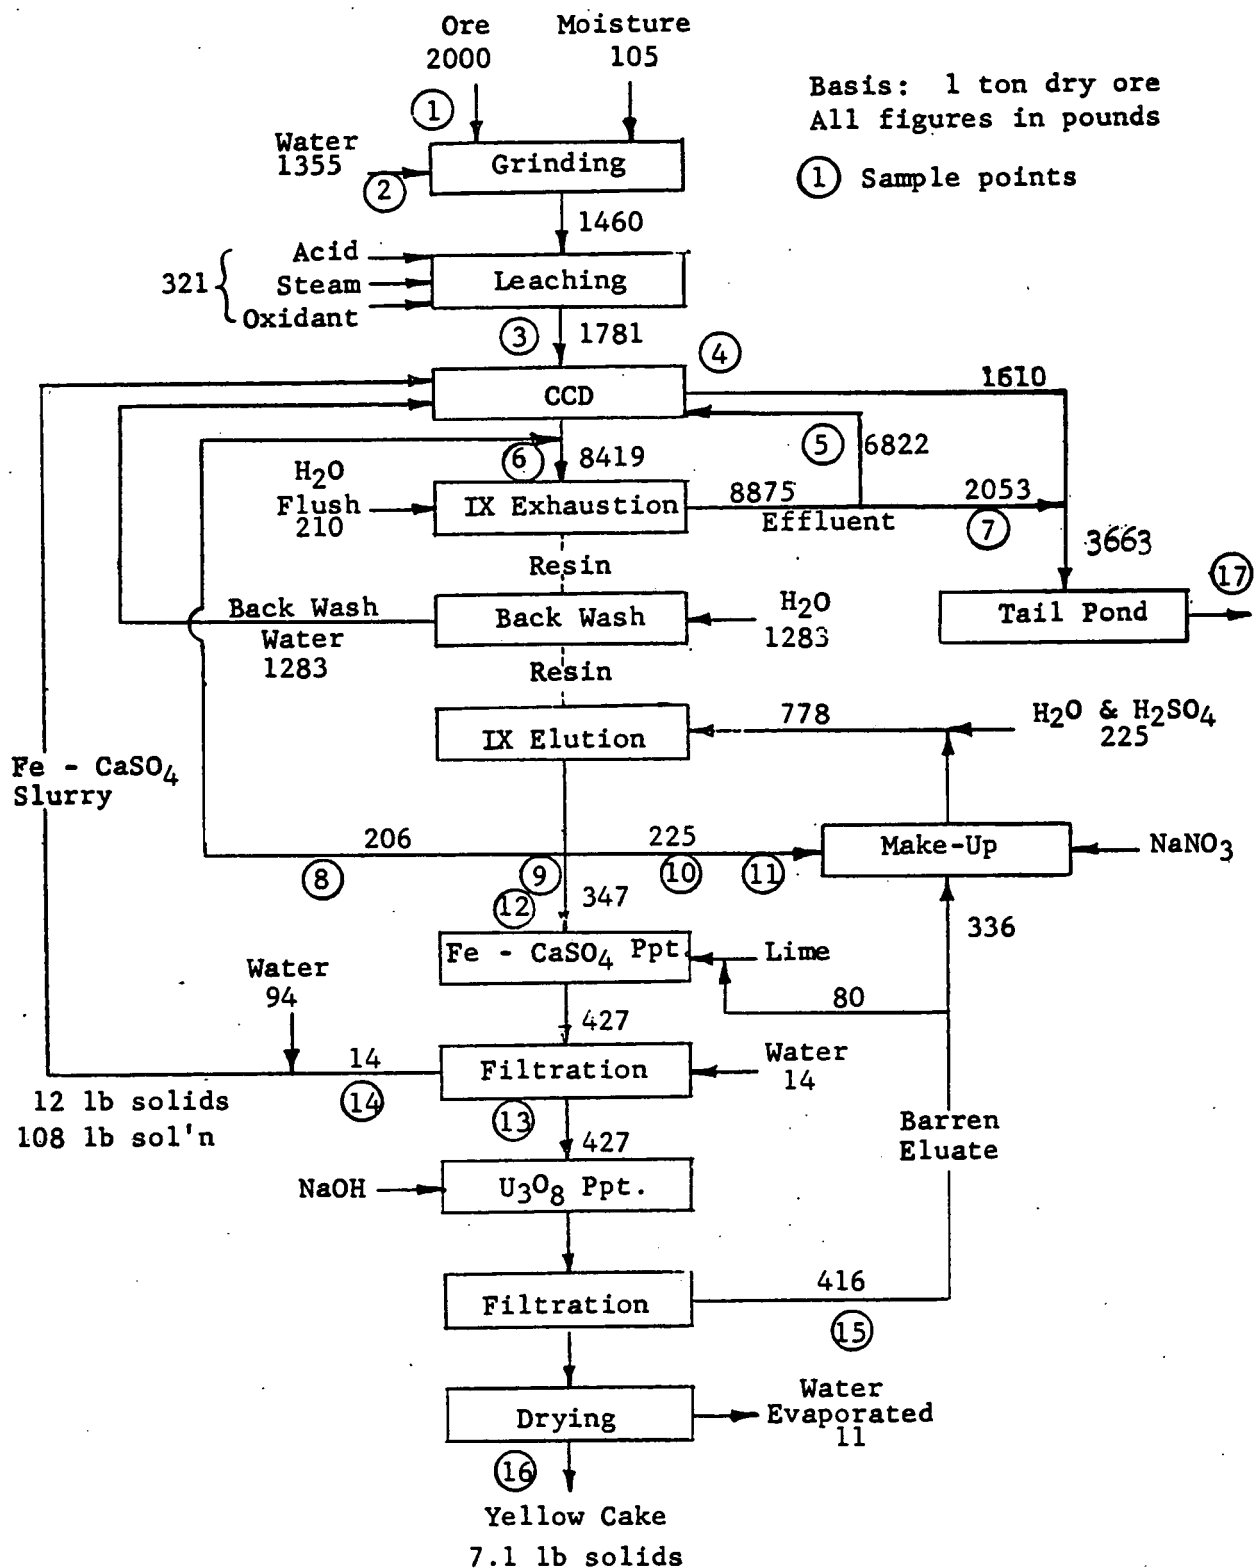 Ore
2000
Moisture
105
Basis: 1 ton dry ore
All figures in pounds
① Sample points
①
Water
1355
②
Grinding
1460
321
Acid
Steam
Oxidant
Leaching
③
1781
④
CCD
1610
⑤
6822
⑥
8419
H₂O
Flush
210
IX Exhaustion
8875
Effluent
2053
⑦
3663
⑰
Resin
Back Wash
Water
1283
Back Wash
H₂O
1283
Tail Pond
Resin
778
H₂O & H₂SO₄
225
IX Elution
Fe - CaSO₄
Slurry
206
⑧
⑨
225
⑩
⑪
Make-Up
NaNO₃
⑫
347
336
Fe - CaSO₄ Ppt.
Lime
Water
94
80
427
14
⑭
Filtration
Water
14
12 lb solids
108 lb sol'n
⑬
427
Barren
Eluate
NaOH
U₃O₈ Ppt.
416
Filtration
⑮
Drying
Water
Evaporated
11
⑯
Yellow Cake
7.1 lb solids